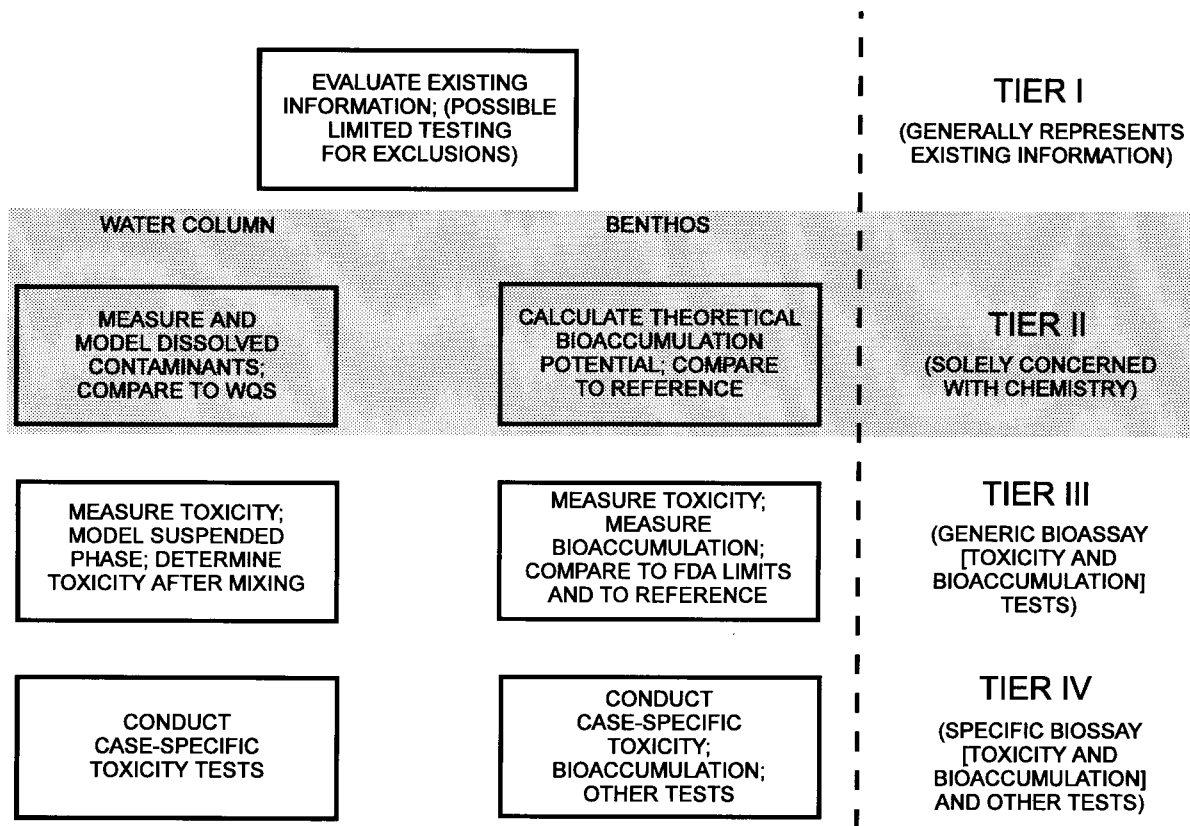 EVALUATE EXISTING
INFORMATION; (POSSIBLE
LIMITED TESTING
FOR EXCLUSIONS)
TIER I
(GENERALLY REPRESENTS
EXISTING INFORMATION)
WATER COLUMN
BENTHOS
MEASURE AND
MODEL DISSOLVED
CONTAMINANTS;
COMPARE TO WQS
CALCULATE THEORETICAL
BIOACCUMULATION
POTENTIAL; COMPARE
TO REFERENCE
TIER II
(SOLELY CONCERNED
WITH CHEMISTRY)
MEASURE TOXICITY;
MODEL SUSPENDED
PHASE; DETERMINE
TOXICITY AFTER MIXING
MEASURE TOXICITY;
MEASURE
BIOACCUMULATION;
COMPARE TO FDA LIMITS
AND TO REFERENCE
TIER III
(GENERIC BIOASSAY
[TOXICITY AND
BIOACCUMULATION]
TESTS)
CONDUCT
CASE-SPECIFIC
TOXICITY TESTS
CONDUCT
CASE-SPECIFIC
TOXICITY;
BIOACCUMULATION;
OTHER TESTS
TIER IV
(SPECIFIC BIOSSAY
[TOXICITY AND
BIOACCUMULATION]
AND OTHER TESTS)